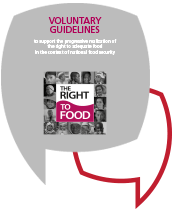 VOLUNTARY
GUIDELINES
to support the progressive realization of
the right to adequate food
in the context of national food security
THE
RIGHT
TO
FOOD